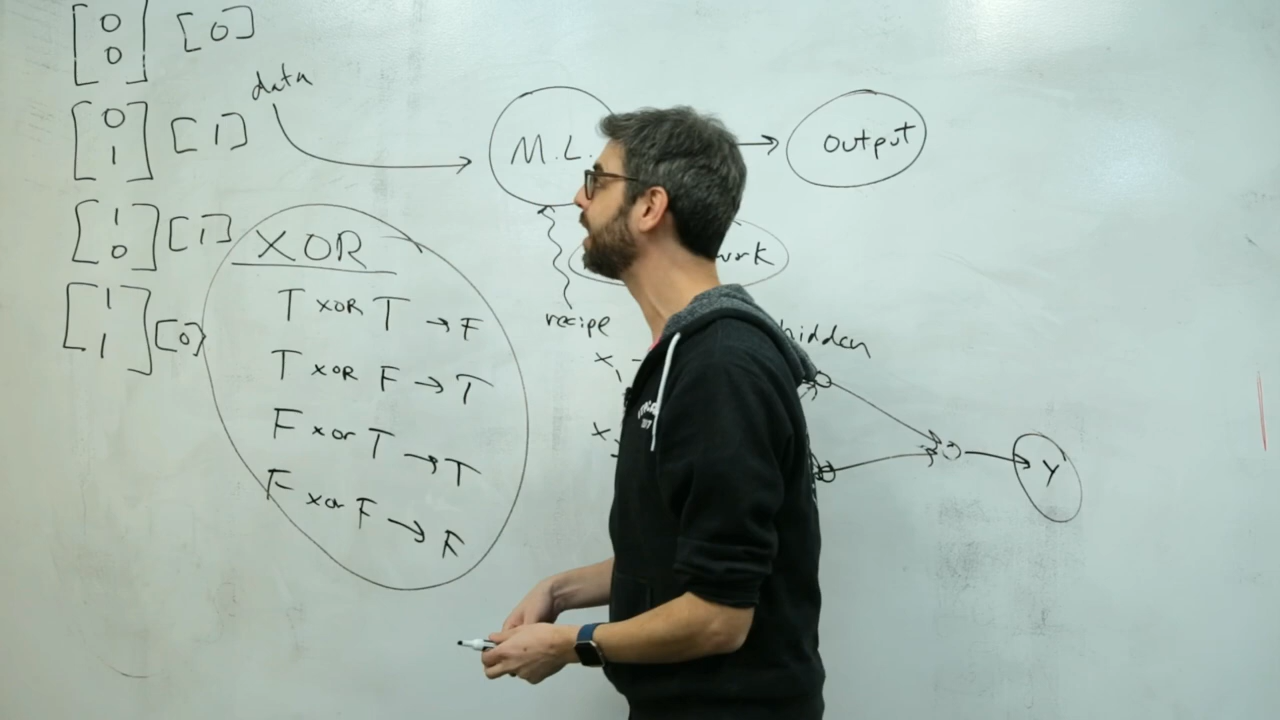 [0 0] [0]
data
[0 1] [1]
M.L.
output
[1 0] [1]
XOR
[1 1] [0]
T XOR T → F
T XOR F → T
F xor T → T
F xor F → F
recipe
hidden
x1
x
Y